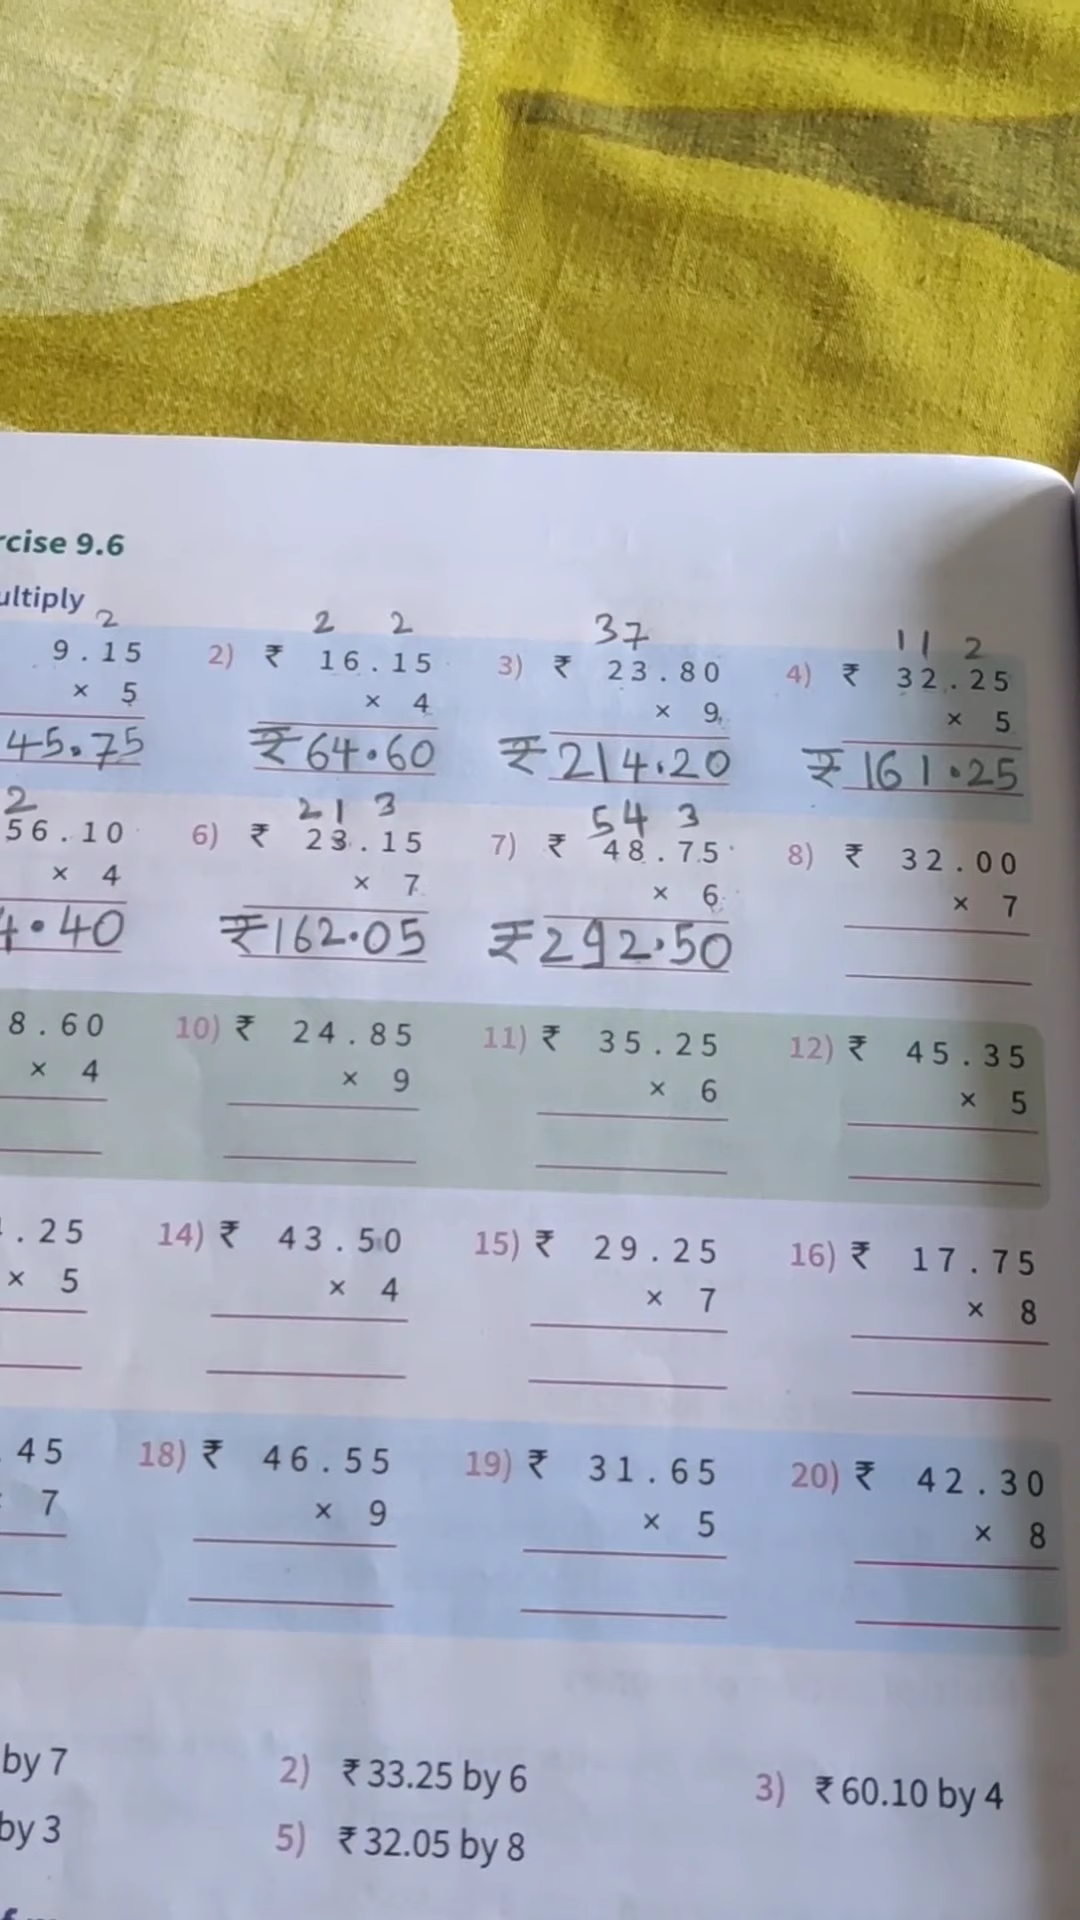 rcise 9.6
ultiply
2 2 2 37 11 2
9.15 2) ₹ 16.15 3) ₹ 23.80 4) ₹ 32.25
× 5 × 4 × 9 × 5
45.75 ₹64.60 ₹214.20 ₹161.25
2 21 3 54 3
56.10 6) ₹ 23.15 7) ₹ 48.75 8) ₹ 32.00
× 4 × 7 × 6 × 7
4.40 ₹162.05 ₹292.50
8.60 10) ₹ 24.85 11) ₹ 35.25 12) ₹ 45.35
× 4 × 9 × 6 × 5
.25 14) ₹ 43.50 15) ₹ 29.25 16) ₹ 17.75
× 5 × 4 × 7 × 8
.45 18) ₹ 46.55 19) ₹ 31.65 20) ₹ 42.30
7 × 9 × 5 × 8
by 7 2) ₹ 33.25 by 6 3) ₹ 60.10 by 4
by 3 5) ₹ 32.05 by 8